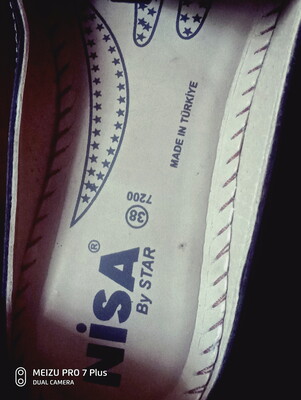 MADE IN TÜRKİYE
38
7200
NiSA®
By STAR
MEIZU PRO 7 Plus
DUAL CAMERA